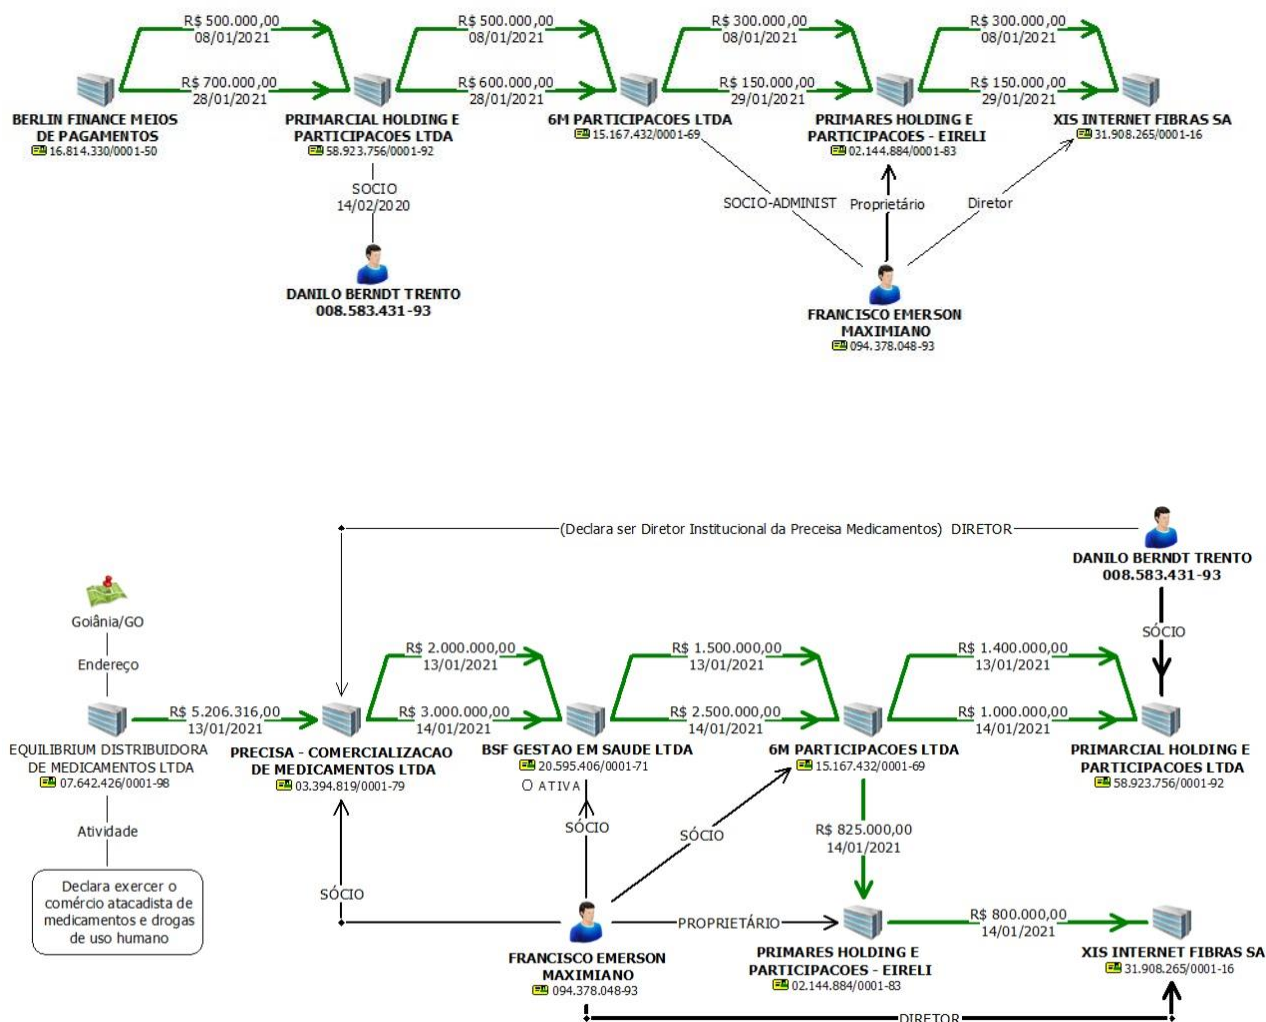 R$ 500.000,00
08/01/2021
R$ 500.000,00
08/01/2021
R$ 300.000,00
08/01/2021
R$ 300.000,00
08/01/2021
R$ 700.000,00
28/01/2021
R$ 600.000,00
28/01/2021
R$ 150.000,00
29/01/2021
R$ 150.000,00
29/01/2021
BERLIN FINANCE MEIOS
DE PAGAMENTOS
16.814.330/0001-50
PRIMARCIAL HOLDING E
PARTICIPACOES LTDA
58.923.756/0001-92
6M PARTICIPACOES LTDA
15.167.432/0001-69
PRIMARES HOLDING E
PARTICIPACOES - EIRELI
02.144.884/0001-83
XIS INTERNET FIBRAS SA
31.908.265/0001-16
SOCIO
14/02/2020
SOCIO-ADMINIST
Proprietário
Diretor
DANILO BERNDT TRENTO
008.583.431-93
FRANCISCO EMERSON
MAXIMIANO
094.378.048-93
(Declara ser Diretor Institucional da Preceisa Medicamentos) DIRETOR
DANILO BERNDT TRENTO
008.583.431-93
Goiânia/GO
Endereço
SÓCIO
R$ 2.000.000,00
13/01/2021
R$ 1.500.000,00
13/01/2021
R$ 1.400.000,00
13/01/2021
R$ 5.206.316,00
13/01/2021
R$ 3.000.000,00
14/01/2021
R$ 2.500.000,00
14/01/2021
R$ 1.000.000,00
14/01/2021
EQUILIBRIUM DISTRIBUIDORA
DE MEDICAMENTOS LTDA
07.642.426/0001-98
PRECISA - COMERCIALIZACAO
DE MEDICAMENTOS LTDA
03.394.819/0001-79
BSF GESTAO EM SAUDE LTDA
20.595.406/0001-71
ATIVA
6M PARTICIPACOES LTDA
15.167.432/0001-69
PRIMARCIAL HOLDING E
PARTICIPACOES LTDA
58.923.756/0001-92
Atividade
SÓCIO
SÓCIO
R$ 825.000,00
14/01/2021
Declara exercer o
comércio atacadista de
medicamentos e drogas
de uso humano
SÓCIO
PROPRIETÁRIO
R$ 800.000,00
14/01/2021
FRANCISCO EMERSON
MAXIMIANO
094.378.048-93
PRIMARES HOLDING E
PARTICIPACOES - EIRELI
02.144.884/0001-83
XIS INTERNET FIBRAS SA
31.908.265/0001-16
DIRETOR